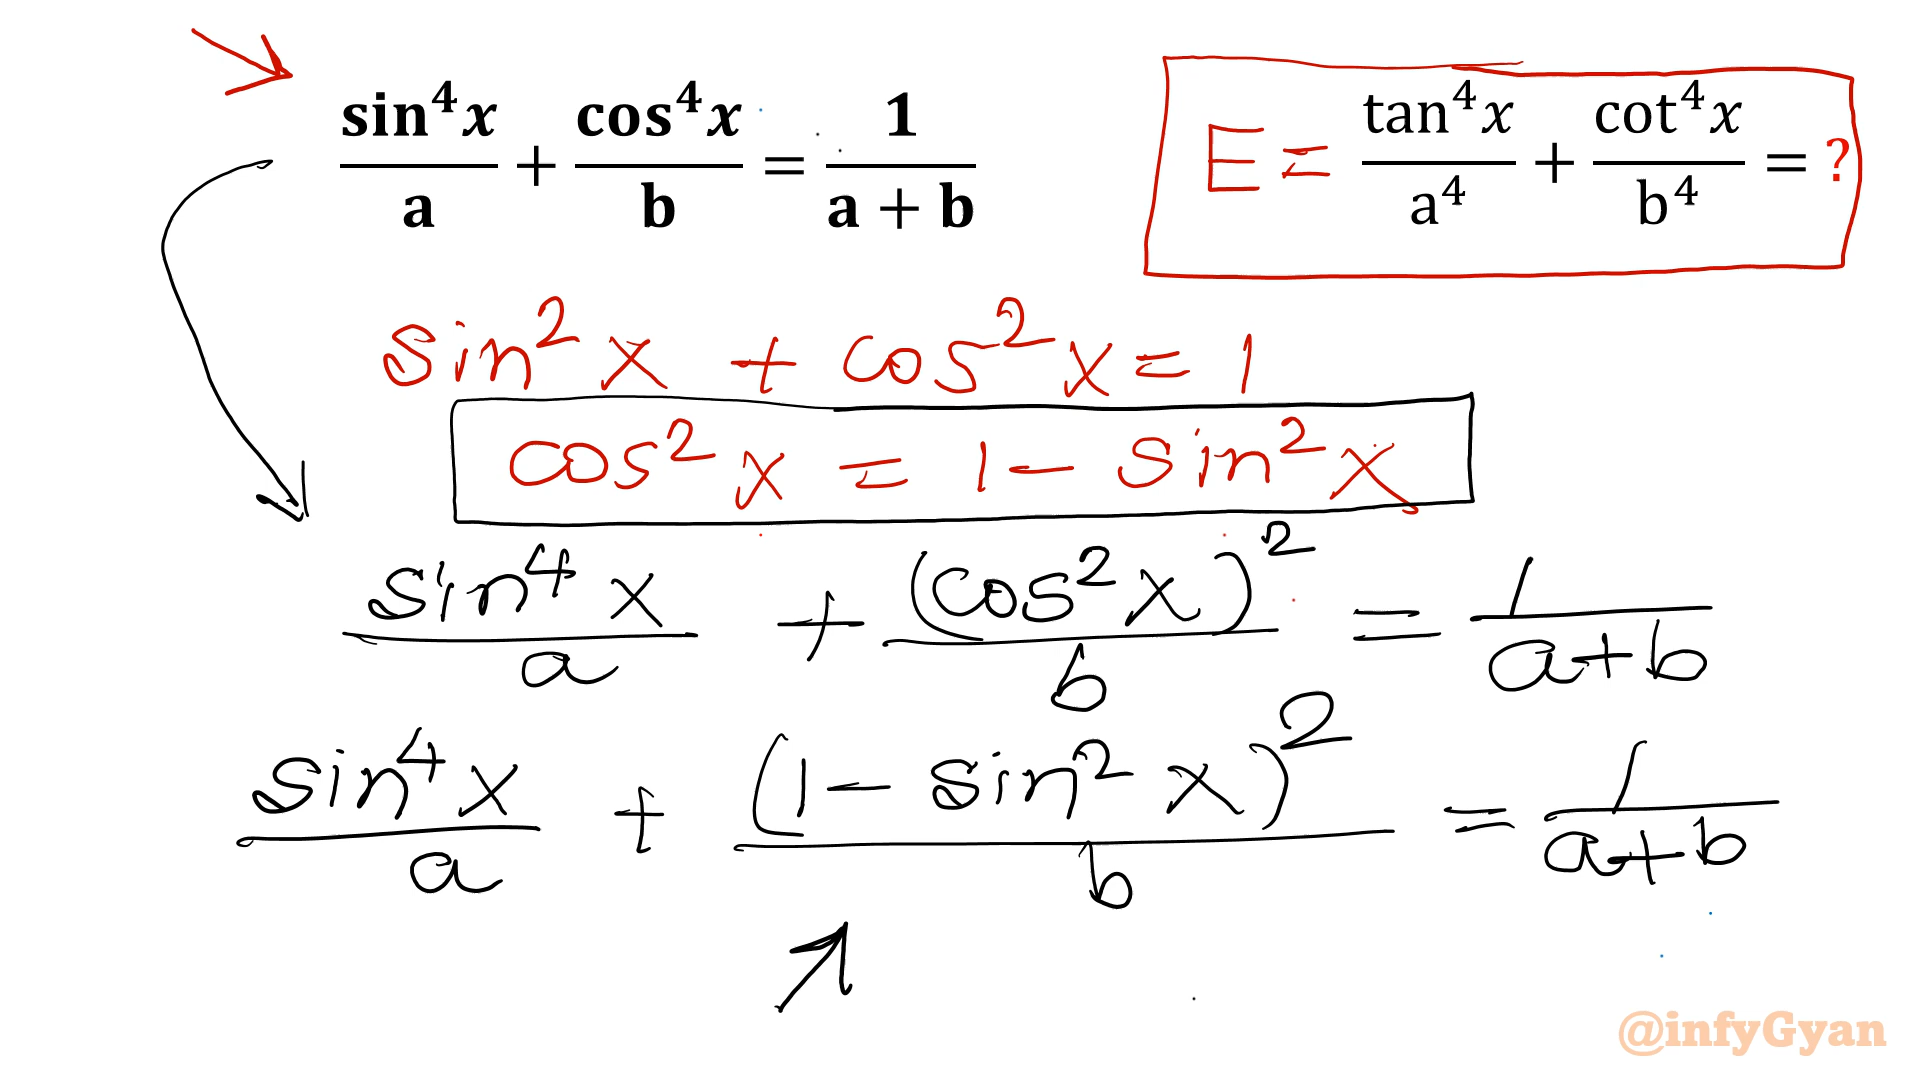 sin⁴x/a + cos⁴x/b = 1/(a + b)
E = tan⁴x/a⁴ + cot⁴x/b⁴ = ?
sin²x + cos²x = 1
cos²x = 1 - sin²x
sin⁴x/a + (cos²x)²/b = 1/(a+b)
sin⁴x/a + (1 - sin²x)²/b = 1/(a+b)
@infyGyan